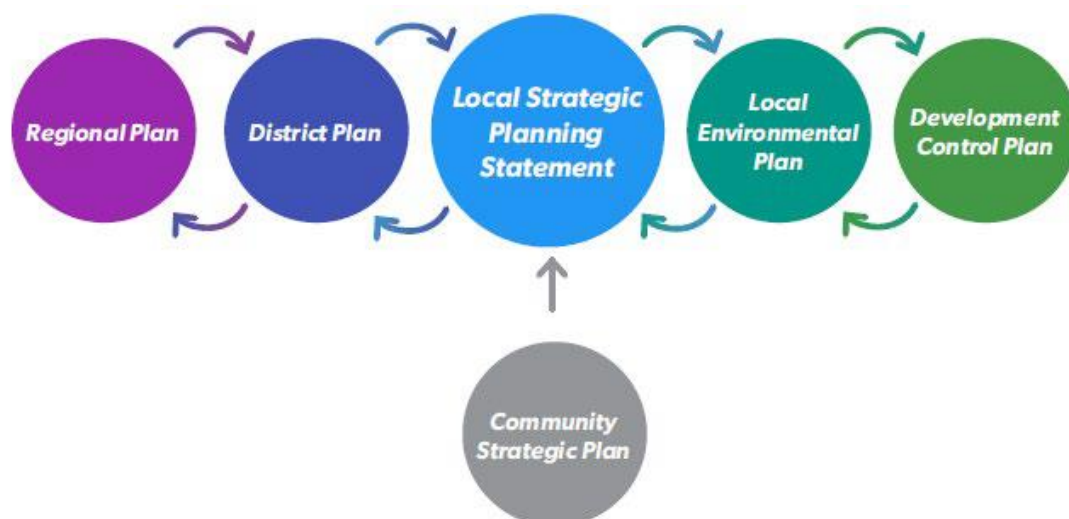 Regional Plan
District Plan
Local Strategic
Planning
Statement
Local
Environmental
Plan
Development
Control Plan
Community
Strategic Plan